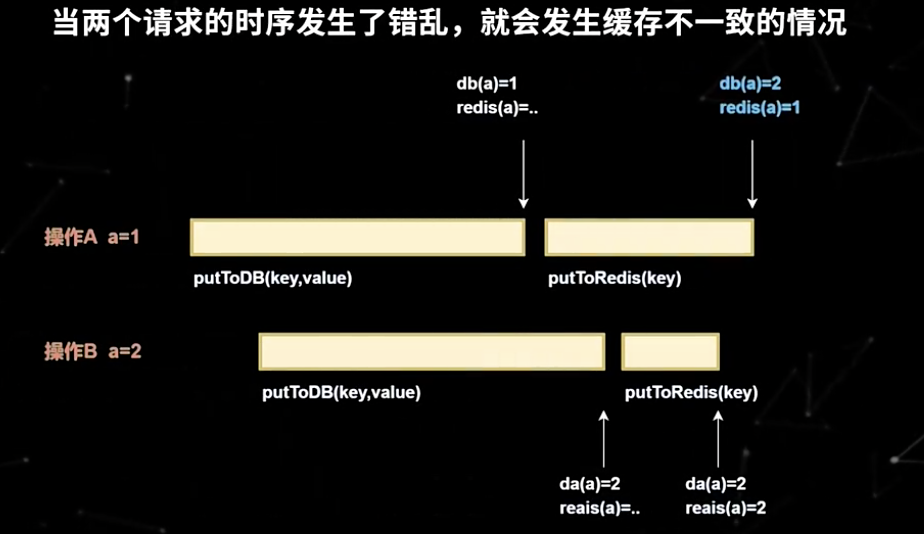 当两个请求的时序发生了错乱，就会发生缓存不一致的情况
db(a)=1
redis(a)=..
db(a)=2
redis(a)=1
操作A a=1
putToDB(key,value)
putToRedis(key)
操作B a=2
putToDB(key,value)
putToRedis(key)
da(a)=2
reais(a)=..
da(a)=2
reais(a)=2